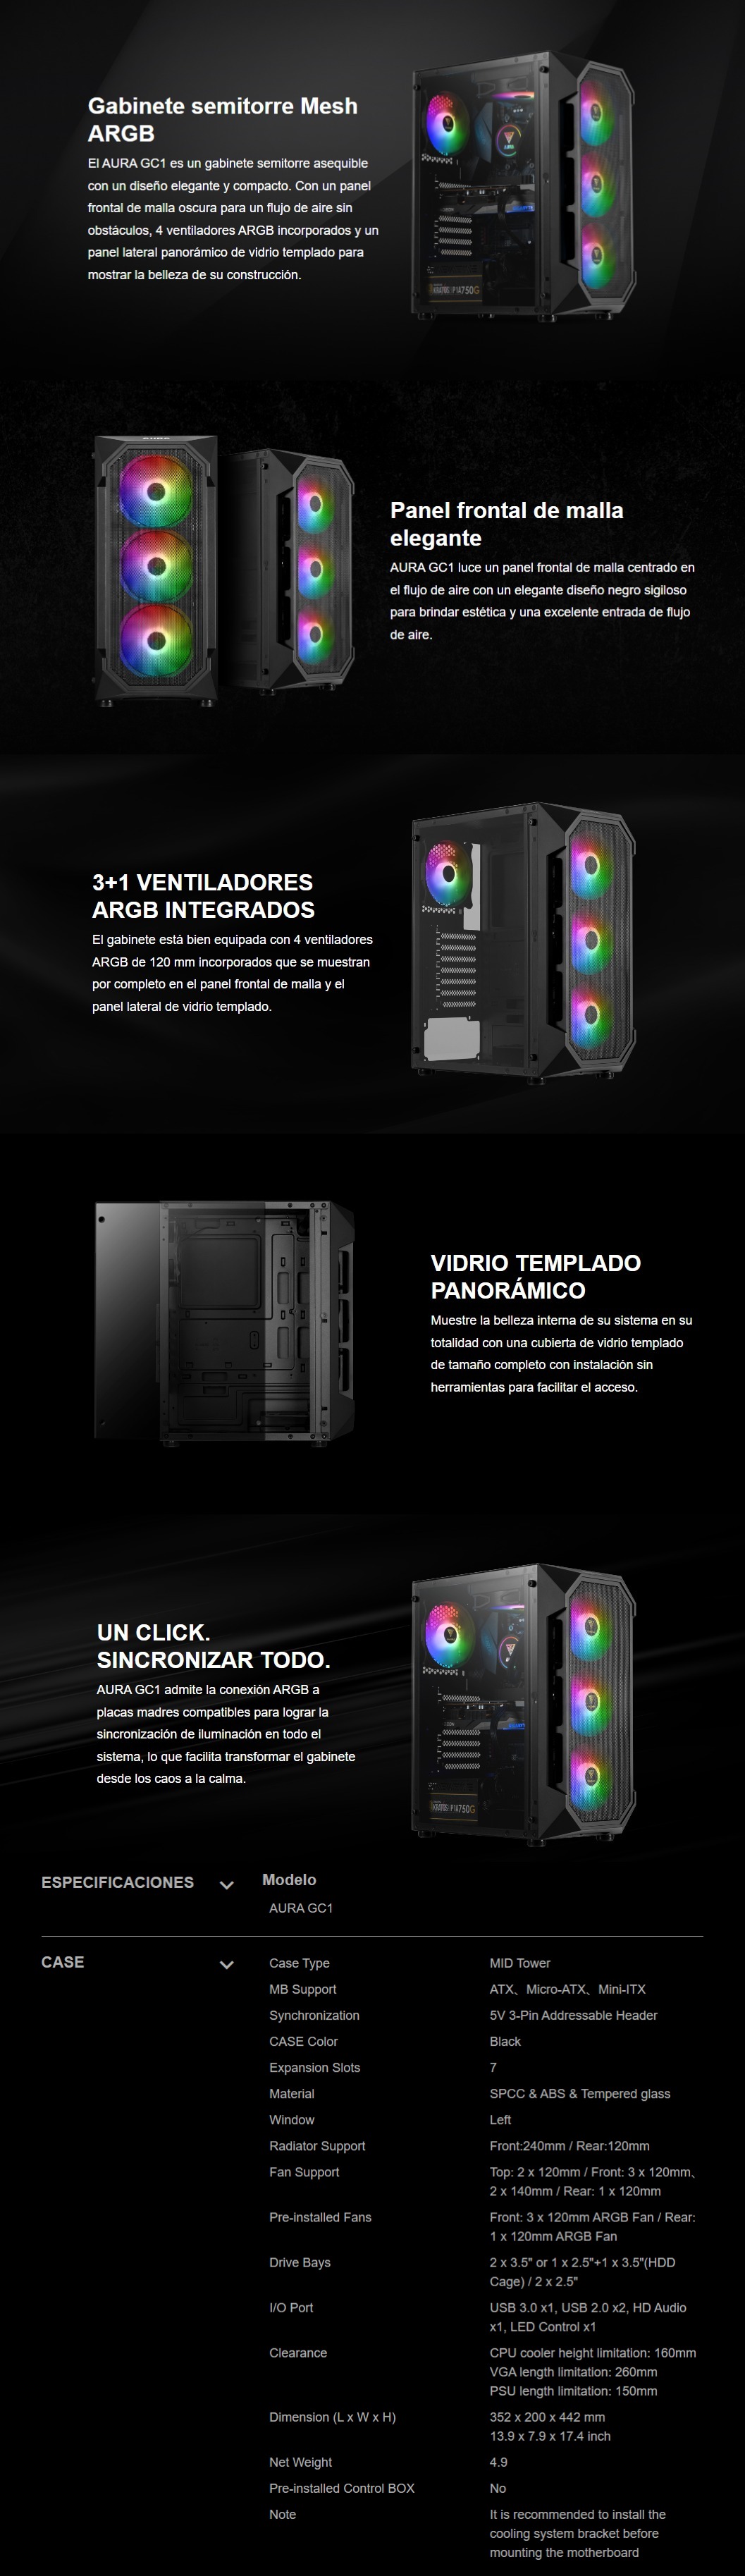 Gabinete semitorre Mesh
ARGB
El AURA GC1 es un gabinete semitorre asequible
con un diseño elegante y compacto. Con un panel
frontal de malla oscura para un flujo de aire sin
obstáculos, 4 ventiladores ARGB incorporados y un
panel lateral panorámico de vidrio templado para
mostrar la belleza de su construcción.
KRATOS P1A750G
AURA
Panel frontal de malla
elegante
AURA GC1 luce un panel frontal de malla centrado en
el flujo de aire con un elegante diseño negro sigiloso
para brindar estética y una excelente entrada de flujo
de aire.
3+1 VENTILADORES
ARGB INTEGRADOS
El gabinete está bien equipada con 4 ventiladores
ARGB de 120 mm incorporados que se muestran
por completo en el panel frontal de malla y el
panel lateral de vidrio templado.
VIDRIO TEMPLADO
PANORÁMICO
Muestre la belleza interna de su sistema en su
totalidad con una cubierta de vidrio templado
de tamaño completo con instalación sin
herramientas para facilitar el acceso.
UN CLICK.
SINCRONIZAR TODO.
AURA GC1 admite la conexión ARGB a
placas madres compatibles para lograr la
sincronización de iluminación en todo el
sistema, lo que facilita transformar el gabinete
desde los caos a la calma.
KRATOS P1A750G
ESPECIFICACIONES
Modelo
AURA GC1
CASE
Case Type MID Tower
MB Support ATX、Micro-ATX、Mini-ITX
Synchronization 5V 3-Pin Addressable Header
CASE Color Black
Expansion Slots 7
Material SPCC & ABS & Tempered glass
Window Left
Radiator Support Front:240mm / Rear:120mm
Fan Support Top: 2 x 120mm / Front: 3 x 120mm、
2 x 140mm / Rear: 1 x 120mm
Pre-installed Fans Front: 3 x 120mm ARGB Fan / Rear:
1 x 120mm ARGB Fan
Drive Bays 2 x 3.5" or 1 x 2.5"+1 x 3.5"(HDD
Cage) / 2 x 2.5"
I/O Port USB 3.0 x1, USB 2.0 x2, HD Audio
x1, LED Control x1
Clearance CPU cooler height limitation: 160mm
VGA length limitation: 260mm
PSU length limitation: 150mm
Dimension (L x W x H) 352 x 200 x 442 mm
13.9 x 7.9 x 17.4 inch
Net Weight 4.9
Pre-installed Control BOX No
Note It is recommended to install the
cooling system bracket before
mounting the motherboard